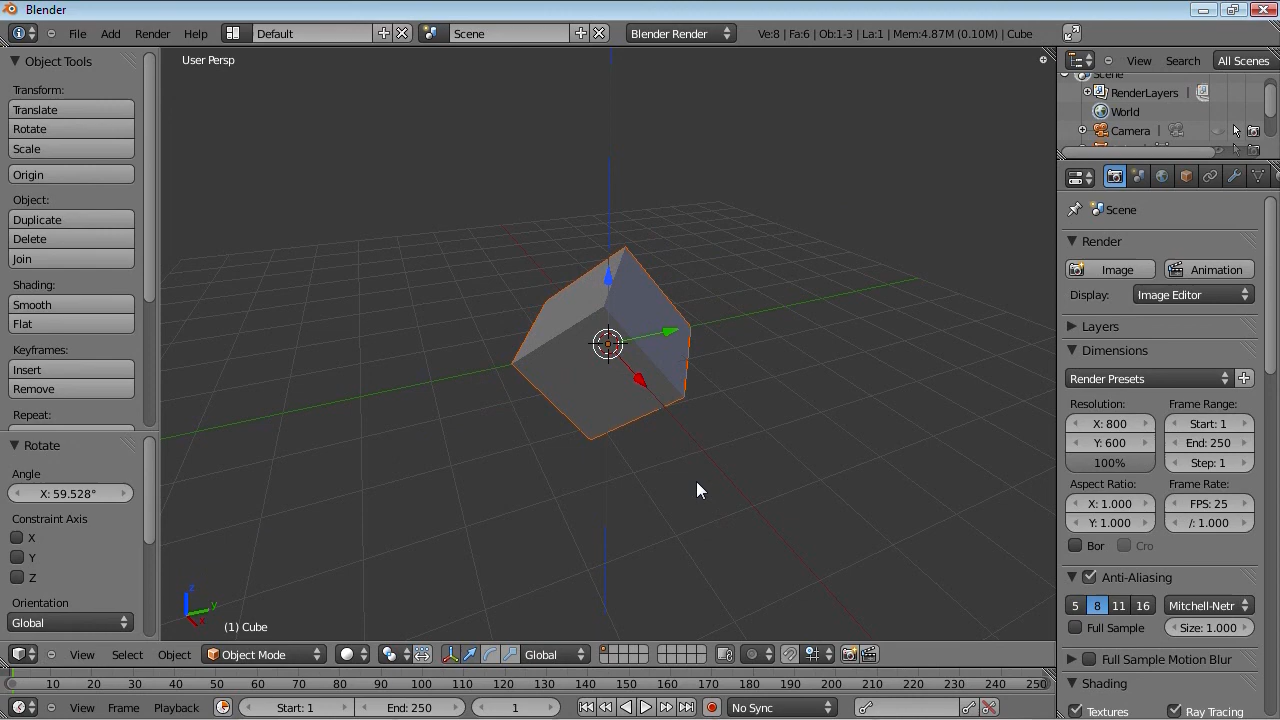 Blender
File Add Render Help Default Scene Blender Render Ve:8 | Fa:6 | Ob:1-3 | La:1 | Mem:4.87M (0.10M) | Cube
Object Tools
Transform:
Translate
Rotate
Scale
Origin
Object:
Duplicate
Delete
Join
Shading:
Smooth
Flat
Keyframes:
Insert
Remove
Repeat:
Rotate
Angle
X: 59.528°
Constraint Axis
X
Y
Z
Orientation
Global
User Persp
z
y
x
(1) Cube
View Select Object Object Mode Global
View Search All Scenes
Scene
RenderLayers
World
Camera
Scene
Render
Image Animation
Display: Image Editor
Layers
Dimensions
Render Presets
Resolution: Frame Range:
X: 800 Start: 1
Y: 600 End: 250
100% Step: 1
Aspect Ratio: Frame Rate:
X: 1.000 FPS: 25
Y: 1.000 /: 1.000
Bor Cro
Anti-Aliasing
5 8 11 16 Mitchell-Netr
Full Sample Size: 1.000
Full Sample Motion Blur
Shading
Textures Ray Tracing
0 10 20 30 40 50 60 70 80 90 100 110 120 130 140 150 160 170 180 190 200 210 220 230 240 250
View Frame Playback Start: 1 End: 250 1 No Sync